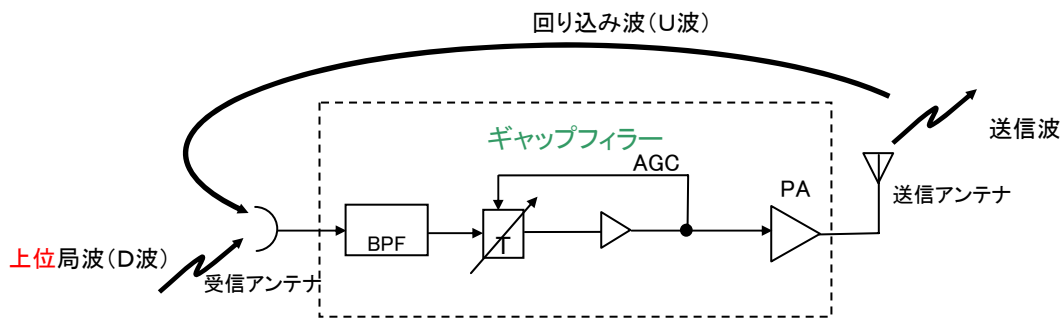 回り込み波(U波)
送信波
ギャップフィラー
AGC
PA
送信アンテナ
BPF
T
上位局波(D波)
受信アンテナ